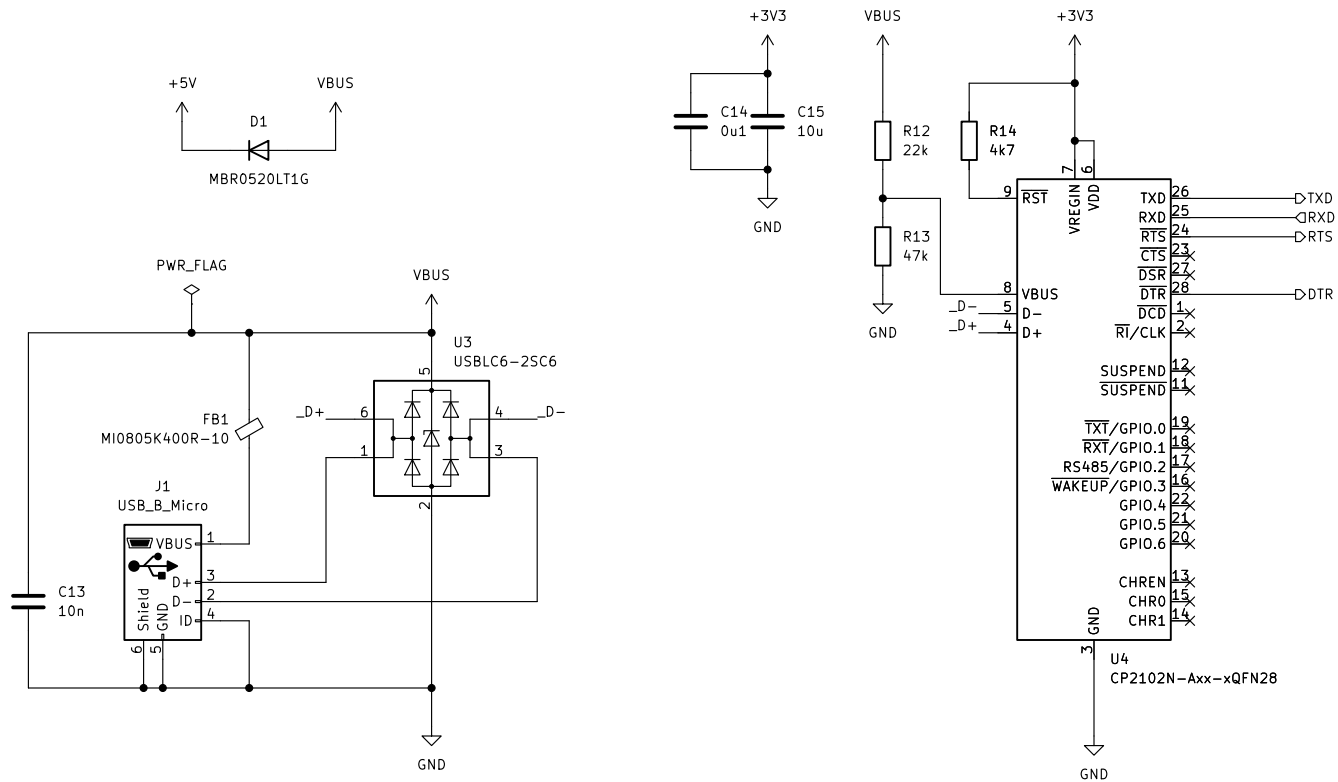 +5V
VBUS
D1
MBR0520LT1G
PWR_FLAG
VBUS
U3
USBLC6-2SC6
5
_D+
6
4
_D-
1
3
2
FB1
MI0805K400R-10
J1
USB_B_Micro
VBUS
1
D+
3
D-
2
ID
4
Shield
GND
6
5
C13
10n
GND
+3V3
C14
0u1
C15
10u
GND
VBUS
R12
22k
R13
47k
GND
+3V3
R14
4k7
7
6
VREGIN
VDD
9
RST
8
VBUS
_D-
5
D-
_D+
4
D+
TXD
26
TXD
RXD
25
RXD
RTS
24
RTS
CTS
23
DSR
27
DTR
28
DTR
DCD
1
RI/CLK
2
SUSPEND
12
SUSPEND
11
TXT/GPIO.0
19
RXT/GPIO.1
18
RS485/GPIO.2
17
WAKEUP/GPIO.3
16
GPIO.4
22
GPIO.5
21
GPIO.6
20
CHREN
13
CHR0
15
CHR1
14
GND
3
U4
CP2102N-Axx-xQFN28
GND